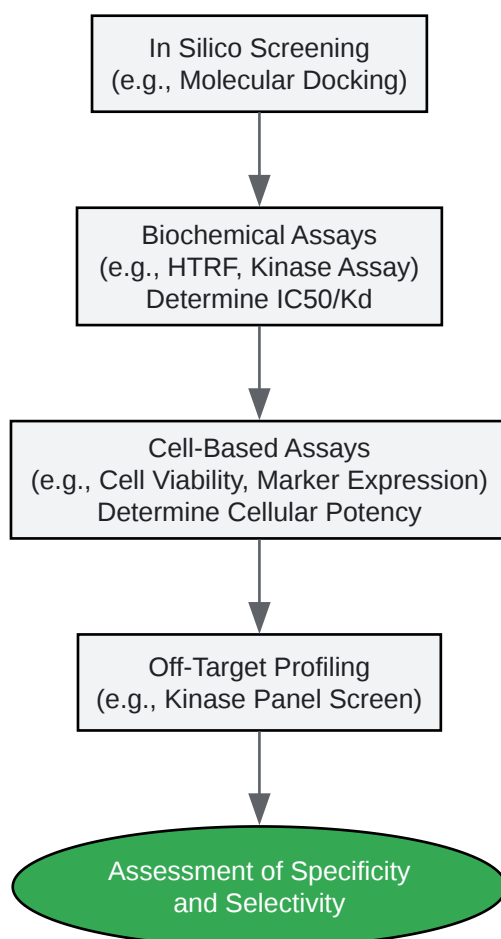 In Silico Screening
(e.g., Molecular Docking)
Biochemical Assays
(e.g., HTRF, Kinase Assay)
Determine IC50/Kd
Cell-Based Assays
(e.g., Cell Viability, Marker Expression)
Determine Cellular Potency
Off-Target Profiling
(e.g., Kinase Panel Screen)
Assessment of Specificity
and Selectivity